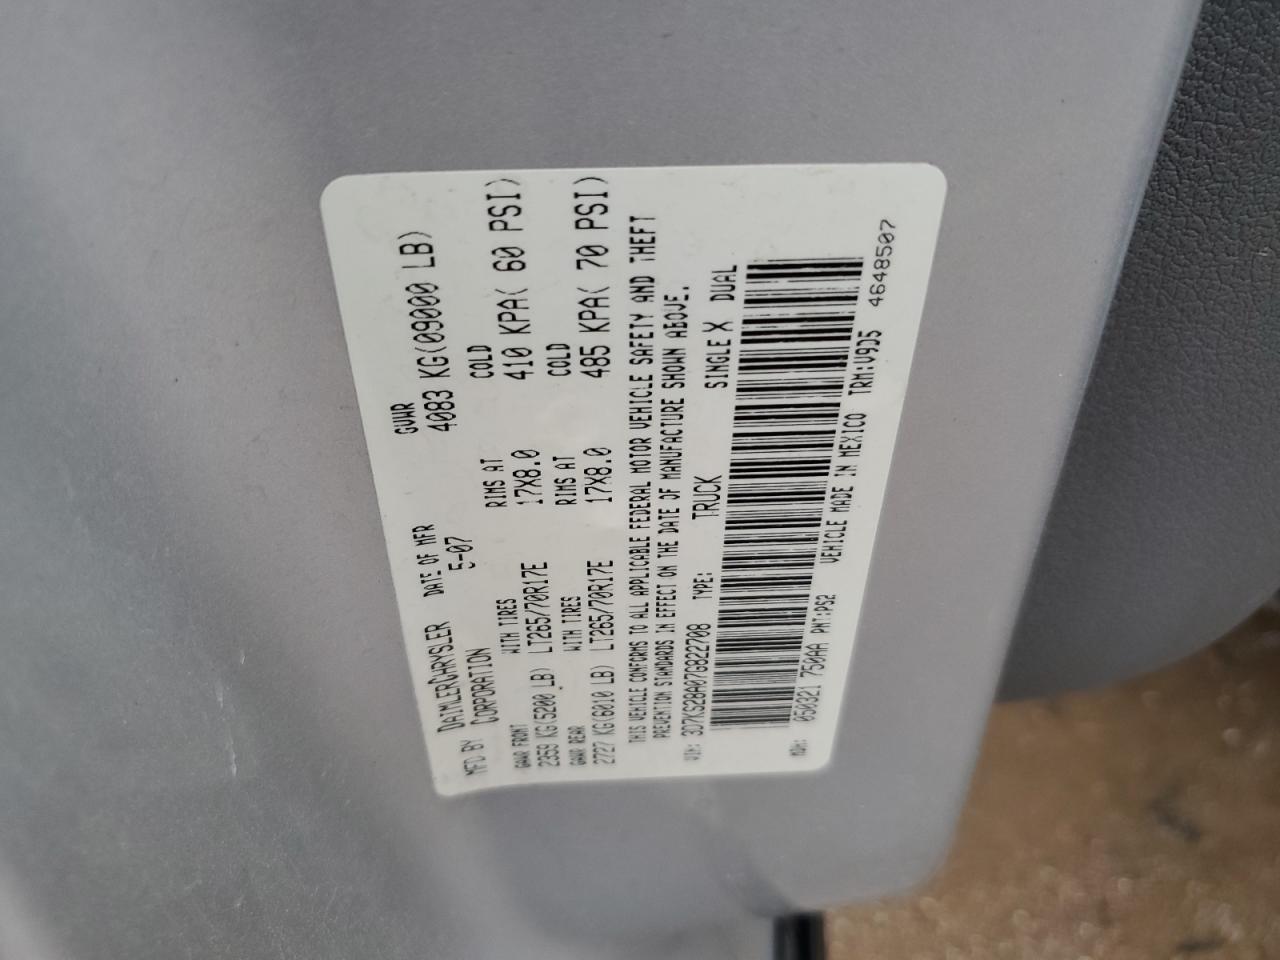 MFD BY DAIMLERCHRYSLER CORPORATION
DATE OF MFR 5-07
GVWR 4083 KG(09000 LB)
GAWR FRONT WITH TIRES RIMS AT COLD
2359 KG(5200 LB) LT265/70R17E 17X8.0 410 KPA( 60 PSI)
GAWR REAR WITH TIRES RIMS AT COLD
2727 KG(6010 LB) LT265/70R17E 17X8.0 485 KPA( 70 PSI)
THIS VEHICLE CONFORMS TO ALL APPLICABLE FEDERAL MOTOR VEHICLE SAFETY AND THEFT
PREVENTION STANDARDS IN EFFECT ON THE DATE OF MANUFACTURE SHOWN ABOVE.
VIN: 3D7KS28A07G822708 TYPE: TRUCK SINGLE X DUAL
MDH: 050321 750AA PNT:PS2 VEHICLE MADE IN MEXICO TRM:V9D5 4648507